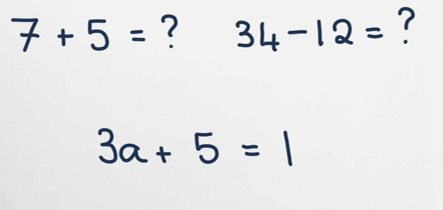 7 + 5 = ? 34 - 12 = ?
3a + 5 = 1